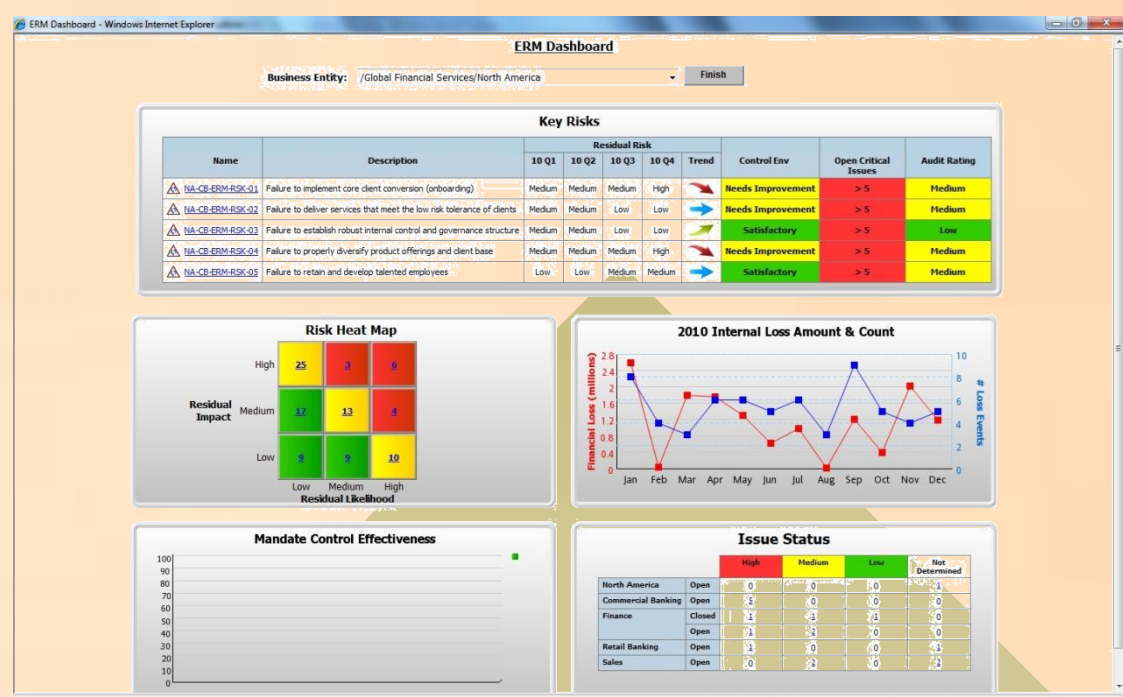 ERM Dashboard - Windows Internet Explorer
ERM Dashboard
Business Entity: /Global Financial Services/North America Finish
Key Risks
Residual Risk
Name Description 10 Q1 10 Q2 10 Q3 10 Q4 Trend Control Env Open Critical Issues Audit Rating
NA-CB-ERM-RSK-01 Failure to implement core client conversion (onboarding) Medium Medium Medium High Needs Improvement > 5 Medium
NA-CB-ERM-RSK-02 Failure to deliver services that meet the low risk tolerance of clients Medium Medium Low Low Needs Improvement > 5 Medium
NA-CB-ERM-RSK-03 Failure to establish robust internal control and governance structure Medium Medium Low Low Satisfactory > 5 Low
NA-CB-ERM-RSK-04 Failure to properly diversify product offerings and client base Medium Medium Medium High Needs Improvement > 5 Medium
NA-CB-ERM-RSK-05 Failure to retain and develop talented employees Low Low Medium Medium Satisfactory > 5 Medium
Risk Heat Map
High 25 3 6
Residual Impact Medium 17 13 4
Low 9 9 10
Low Medium High
Residual Likelihood
2010 Internal Loss Amount & Count
Financial Loss (millions)
2.8
2.4
2
1.6
1.2
0.8
0.4
0
10
8
6
4
2
0
# Loss Events
Jan Feb Mar Apr May Jun Jul Aug Sep Oct Nov Dec
Mandate Control Effectiveness
100
90
80
70
60
50
40
30
20
10
0
Issue Status
High Medium Low Not Determined
North America Open 0 0 0
Commercial Banking Open 0 0 0
Finance Closed 1 1 1 0
Open 0 0
Retail Banking Open 0 0 0
Sales Open 0 0